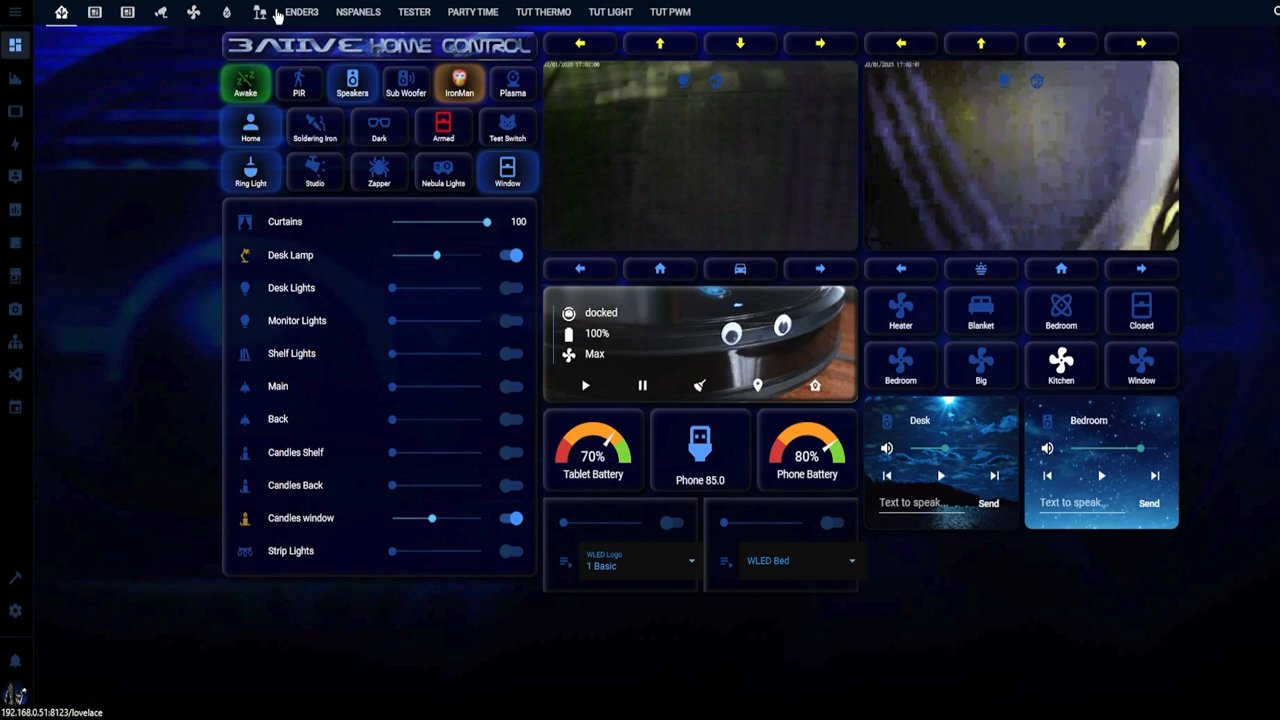 ENDER3 NSPANELS TESTER PARTY TIME TUT THERMO TUT LIGHT TUT PWM
3AIIVE HOME CONTROL
Awake PIR Speakers Sub Woofer IronMan Plasma
Home Soldering Iron Dark Armed Test Switch
Ring Light Studio Zapper Nebula Lights Window
Curtains 100
Desk Lamp
Desk Lights
Monitor Lights
Shelf Lights
Main
Back
Candles Shelf
Candles Back
Candles window
Strip Lights
docked
100%
Max
70%
Tablet Battery
Phone 85.0
80%
Phone Battery
WLED Logo
1 Basic
WLED Bed
Heater Blanket Bedroom Closed
Bedroom Big Kitchen Window
Desk
Text to speak... Send
Bedroom
Text to speak... Send
192.168.0.51:8123/lovelace